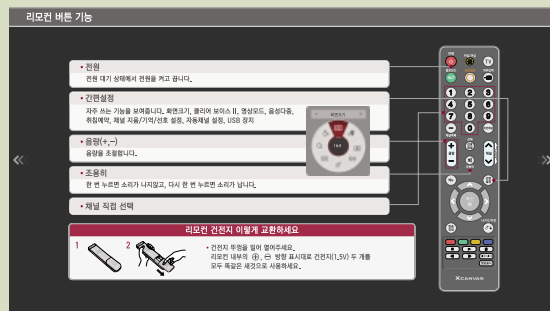 리모컨 버튼 기능
• 전원
전원 대기 상태에서 전원을 켜고 끕니다.
• 간편설정
자주 쓰는 기능을 보여줍니다. 화면크기, 클리어 보이스 II, 영상모드, 음성다중,
취침예약, 채널 지움/기억/선호 설정, 자동채널 설정, USB 장치
화면크기
16:9
• 음량(+,−)
음량을 조절합니다.
• 조용히
한 번 누르면 소리가 나지않고, 다시 한 번 누르면 소리가 납니다.
• 채널 직접 선택
TV
1 2 3
4 5 6
7 8 9
0
리모컨 건전지 이렇게 교환하세요
1
2
• 건전지 뚜껑을 밀어 열어주세요.
리모컨 내부의 ⊕, ⊖ 방향 표시대로 건전지(1.5V) 두 개를
모두 똑같은 새것으로 사용하세요.
XCANVAS